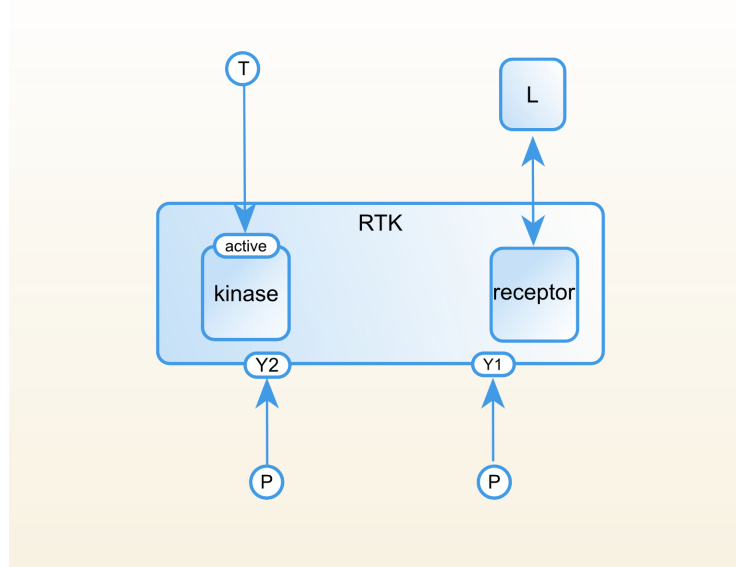 T
L
RTK
active
kinase
receptor
Y2
Y1
P
P